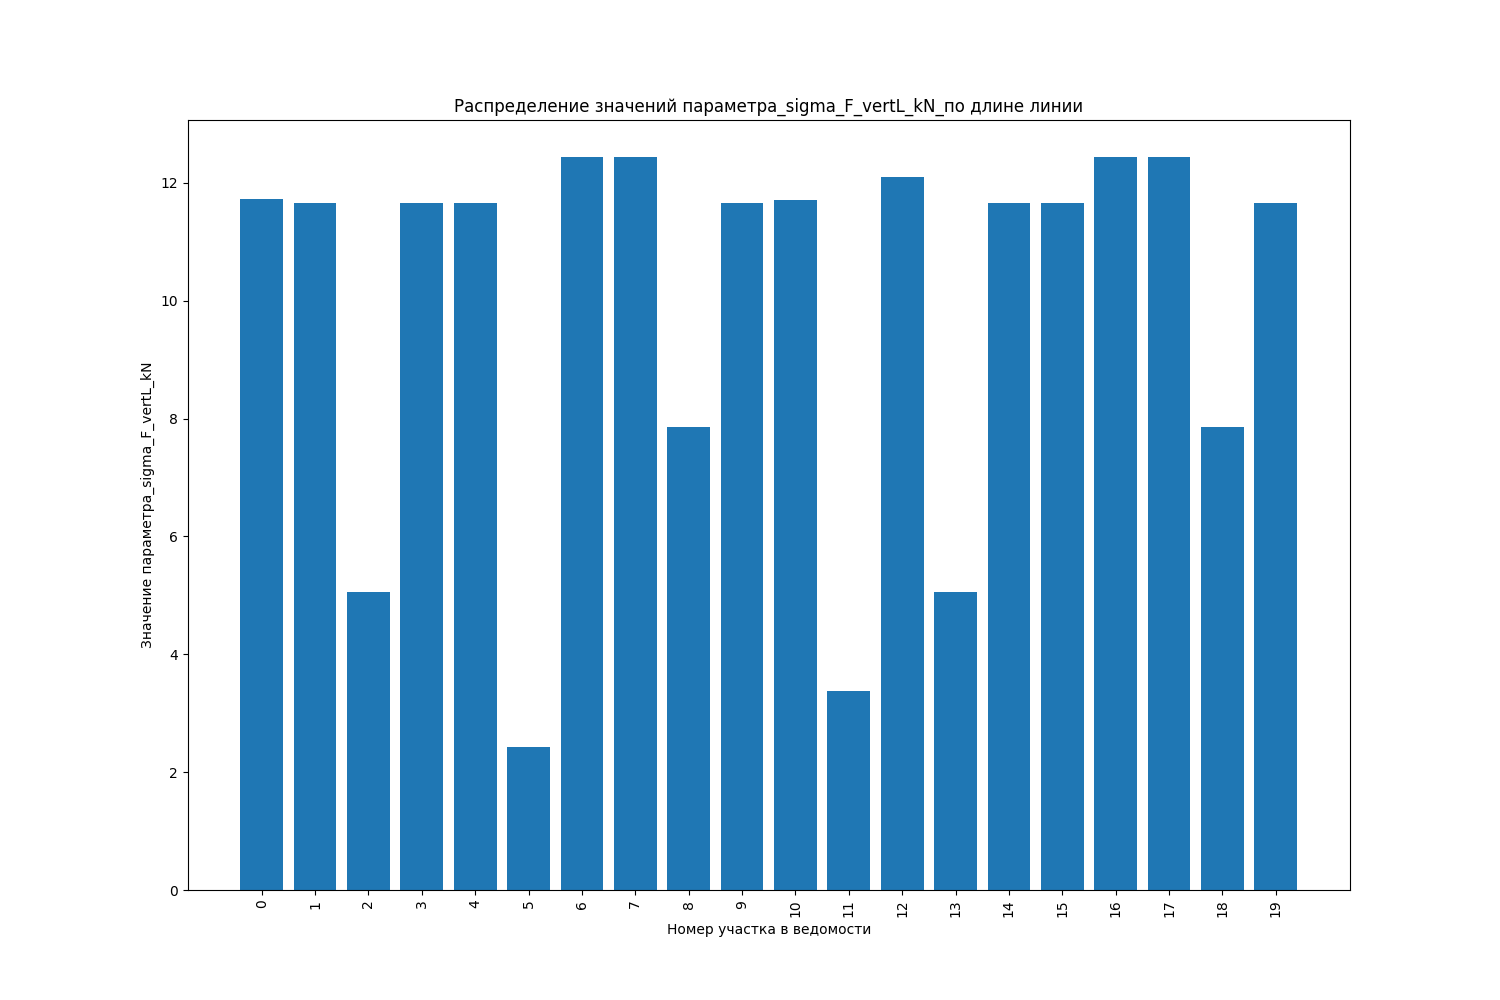 Распределение значений параметра_sigma_F_vertL_kN_по длине линии
Значение параметра_sigma_F_vertL_kN
12
10
8
6
4
2
0
0 1 2 3 4 5 6 7 8 9 10 11 12 13 14 15 16 17 18 19
Номер участка в ведомости